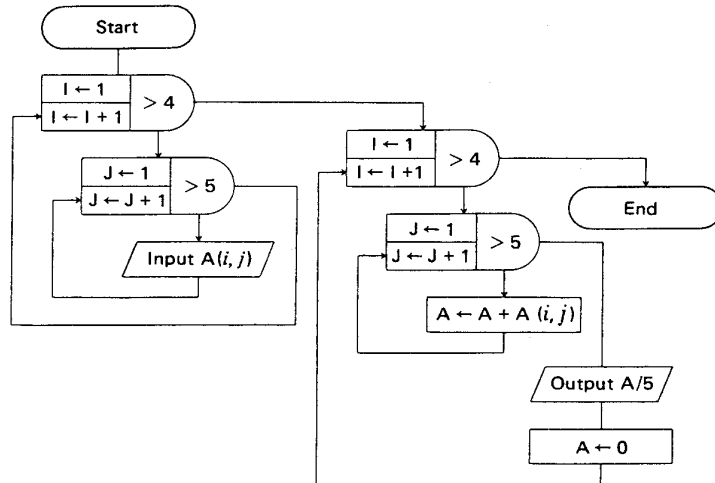 Start
I ← 1
I ← I + 1
> 4
J ← 1
J ← J + 1
> 5
Input A(i, j)
I ← 1
I ← I +1
> 4
End
J ← 1
J ← J + 1
> 5
A ← A + A (i, j)
Output A/5
A ← 0